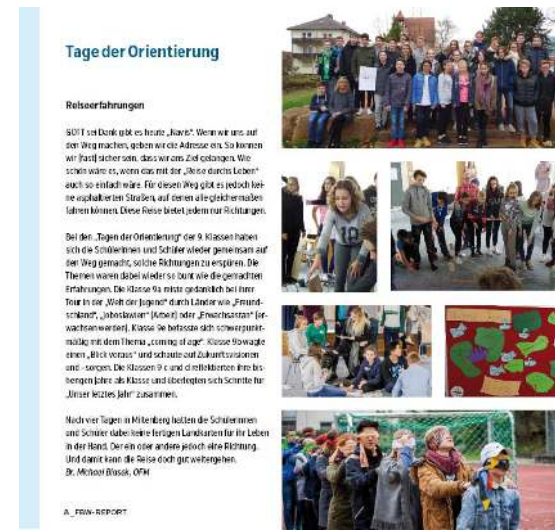 Tage der Orientierung
Reiseerfahrungen
GOTT sei Dank gibt es heute „Navis“. Wenn wir uns auf
den Weg machen, geben wir die Adresse ein. So können
wir (fast) sicher sein, dass wir ans Ziel gelangen. Wie
schön wäre es, wenn das mit der „Reise durchs Leben“
auch so einfach wäre. Für diesen Weg gibt es jedoch kei-
ne asphaltierten Straßen, auf denen alle gleichermaßen
fahren können. Diese Reise bietet jedem nur Richtungen.
Bei den „Tagen der Orientierung“ der 9. Klassen haben
sich die Schülerinnen und Schüler wieder gemeinsam auf
den Weg gemacht, solche Richtungen zu erspüren. Die
Themen waren dabei wieder so bunt wie die gemachten
Erfahrungen. Die Klasse 9a reiste gedanklich bei ihrer
Tour in der „Welt der Jugend“ durch Länder wie „Freund-
schland“, „Joboslawien“ (Arbeit) oder „Erwachsastan“ (er-
wachsen werden). Klasse 9e befasste sich schwerpunkt-
mäßig mit dem Thema „coming of age“. Klasse 9b wagte
einen „Blick voraus“ und schaute auf Zukunftsvisionen
und -sorgen. Die Klassen 9 c und d reflektierten ihre bis-
herigen Jahre als Klasse und überlegten sich Schritte für
„Unser letztes Jahr“ zusammen.
Nach vier Tagen in Miltenberg hatten die Schülerinnen
und Schüler dabei keine fertigen Landkarten für ihr Leben
in der Hand. Der ein oder andere jedoch eine Richtung.
Und damit kann die Reise doch gut weitergehen.
Br. Michael Blasek, OFM
8_FBW-REPORT